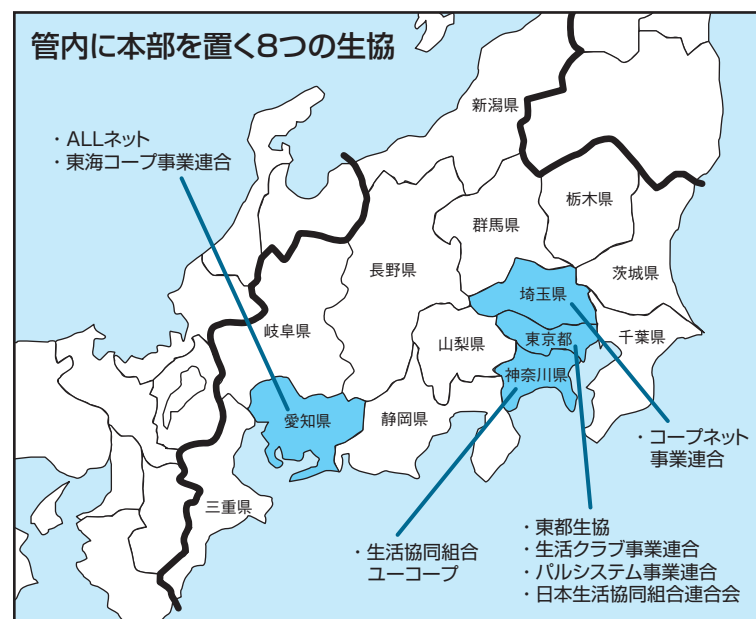 管内に本部を置く8つの生協
・ALLネット
・東海コープ事業連合
新潟県
栃木県
群馬県
茨城県
長野県
埼玉県
岐阜県
山梨県
東京都
千葉県
神奈川県
愛知県
静岡県
三重県
・コープネット
事業連合
・生活協同組合
ユーコープ
・東都生協
・生活クラブ事業連合
・パルシステム事業連合
・日本生活協同組合連合会